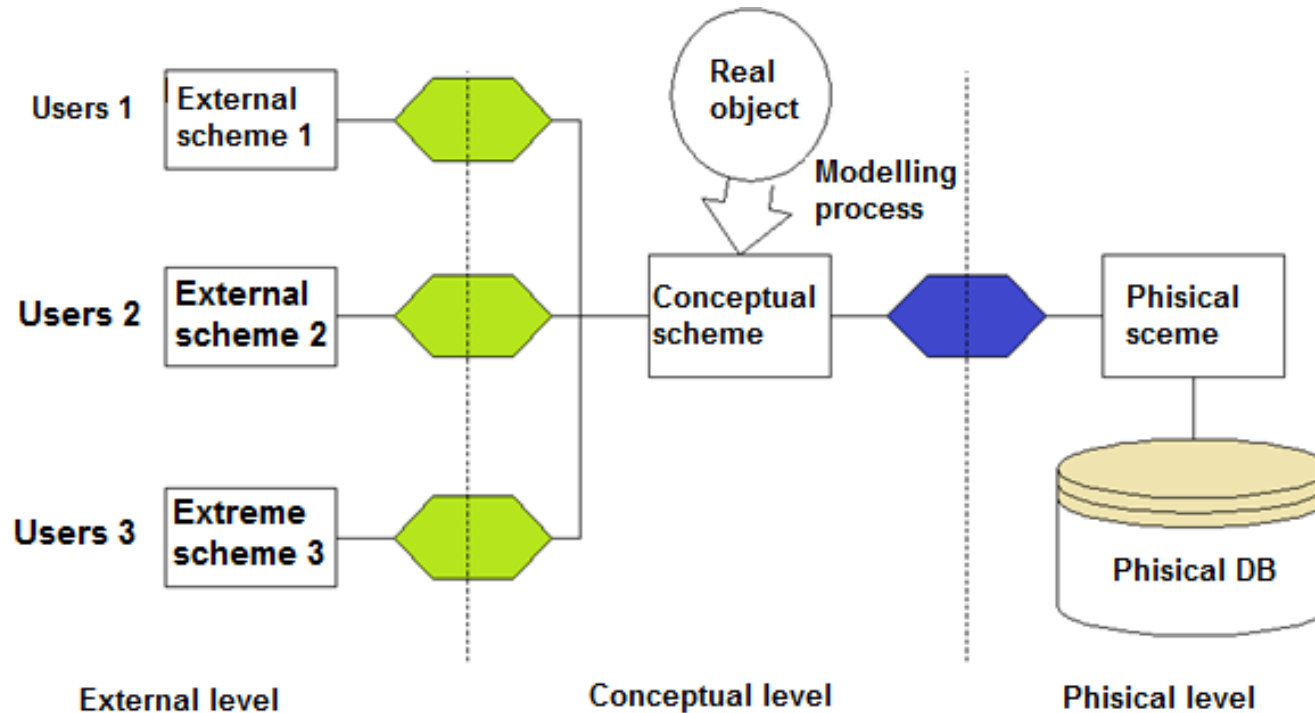 Users 1
External
scheme 1
Real
object
Modelling
process
Users 2
External
scheme 2
Conceptual
scheme
Phisical
sceme
Users 3
Extreme
scheme 3
Phisical DB
External level
Conceptual level
Phisical level